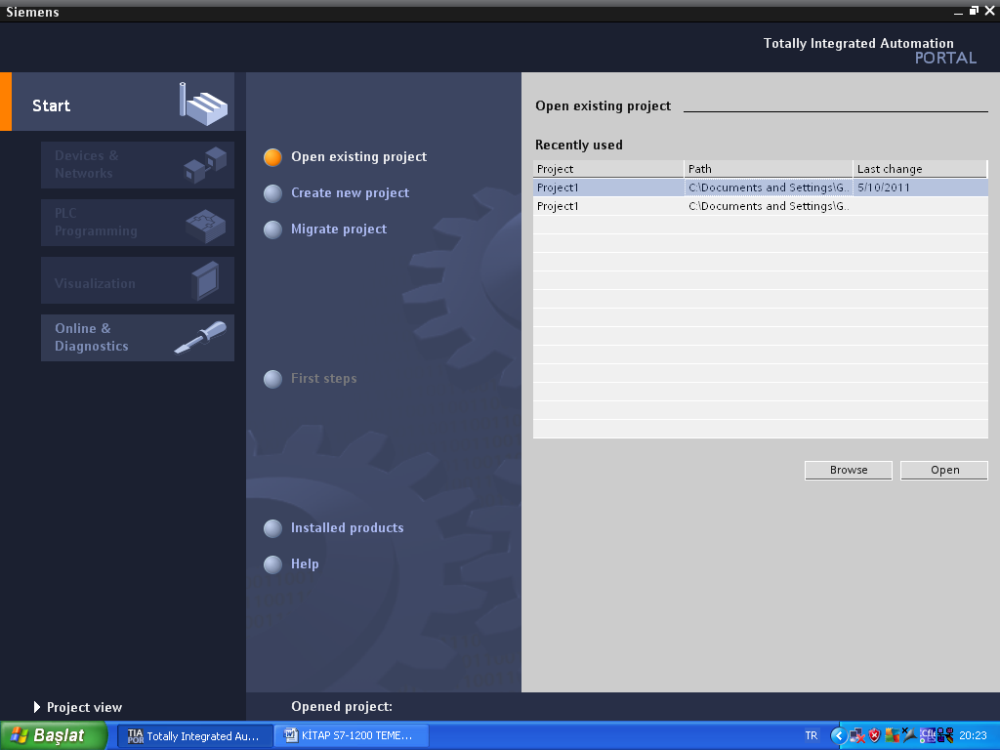 Siemens
Totally Integrated Automation
PORTAL
Start
Devices &
Networks
PLC
Programming
Visualization
Online &
Diagnostics
Open existing project
Create new project
Migrate project
First steps
Installed products
Help
Open existing project
Recently used
Project Path Last change
Project1 C:\Documents and Settings\G.. 5/10/2011
Project1 C:\Documents and Settings\G..
Browse Open
Project view
Opened project:
Başlat
TIA
POR
Totally Integrated Au...
KİTAP S7-1200 TEME...
TR
20:23